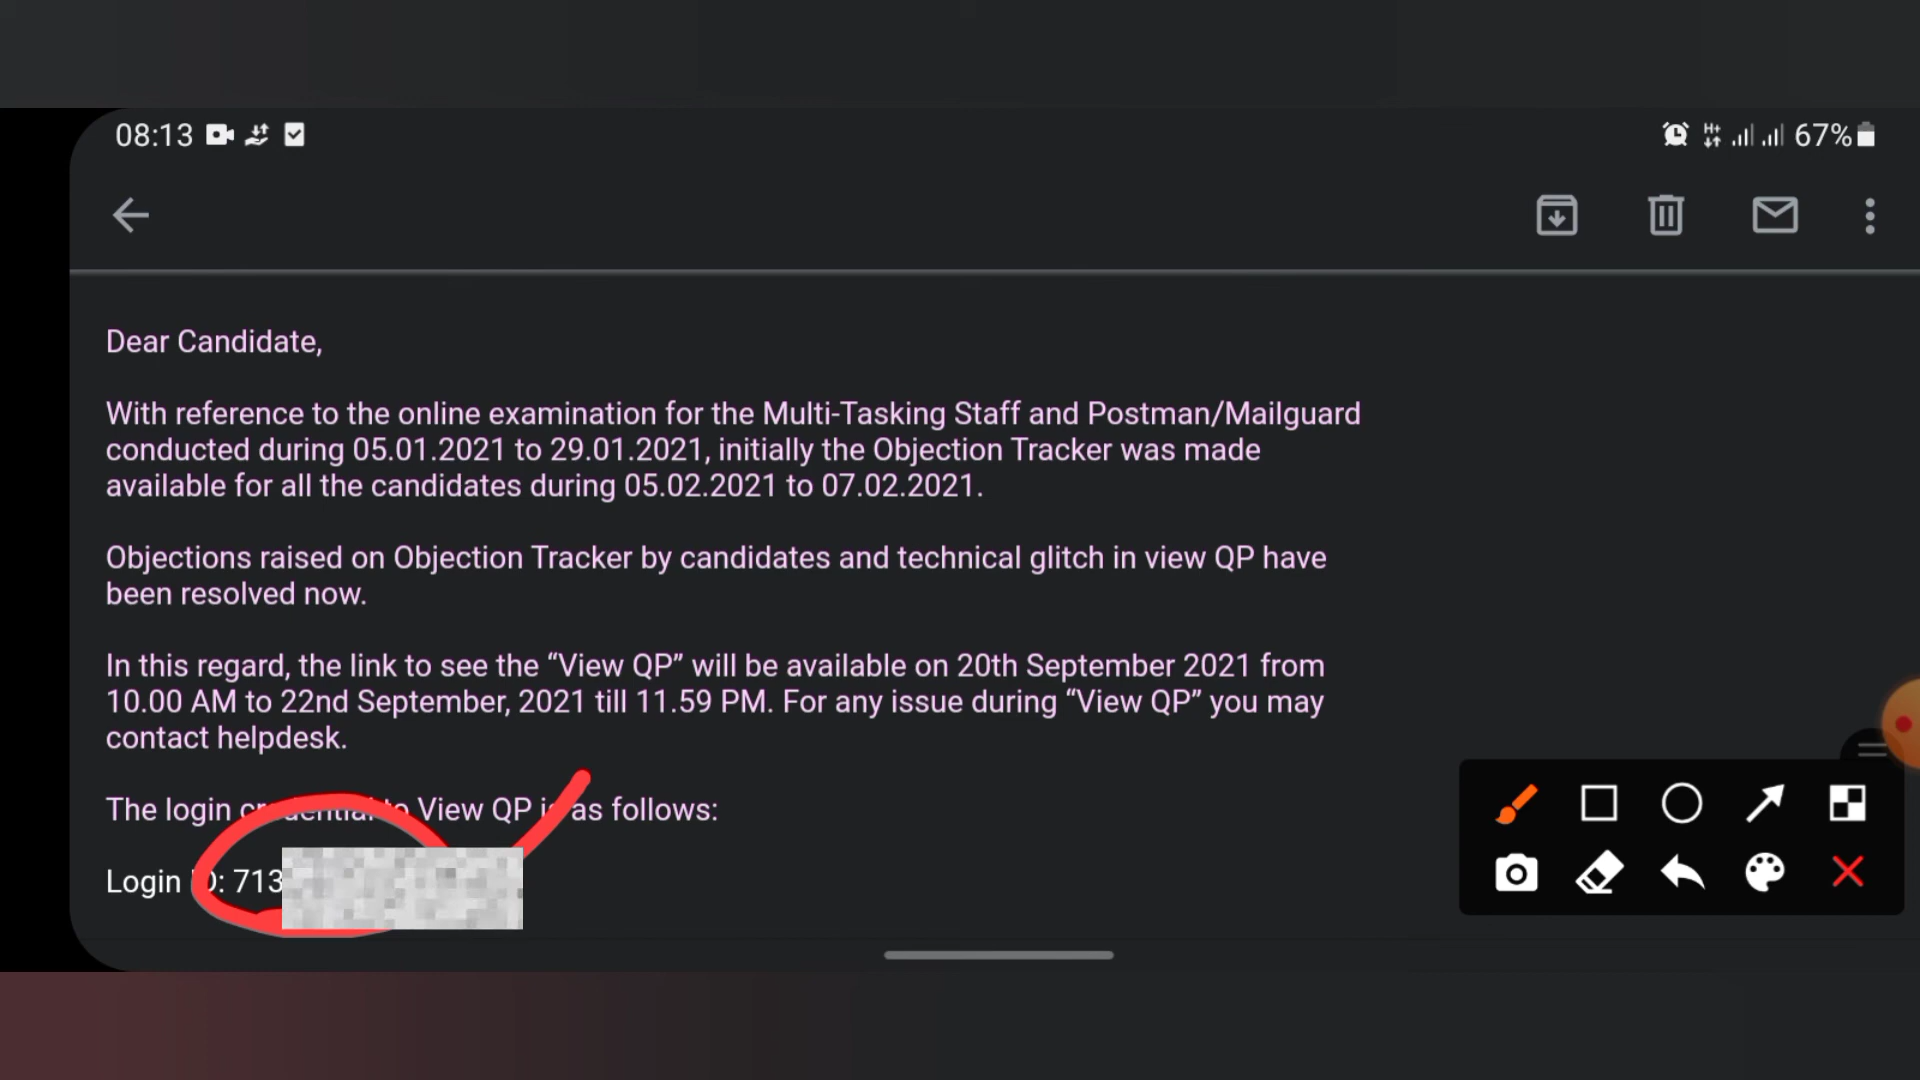 08:13
67%
Dear Candidate,
With reference to the online examination for the Multi-Tasking Staff and Postman/Mailguard
conducted during 05.01.2021 to 29.01.2021, initially the Objection Tracker was made
available for all the candidates during 05.02.2021 to 07.02.2021.
Objections raised on Objection Tracker by candidates and technical glitch in view QP have
been resolved now.
In this regard, the link to see the “View QP” will be available on 20th September 2021 from
10.00 AM to 22nd September, 2021 till 11.59 PM. For any issue during “View QP” you may
contact helpdesk.
The login credential to View QP is as follows:
Login ID: 713